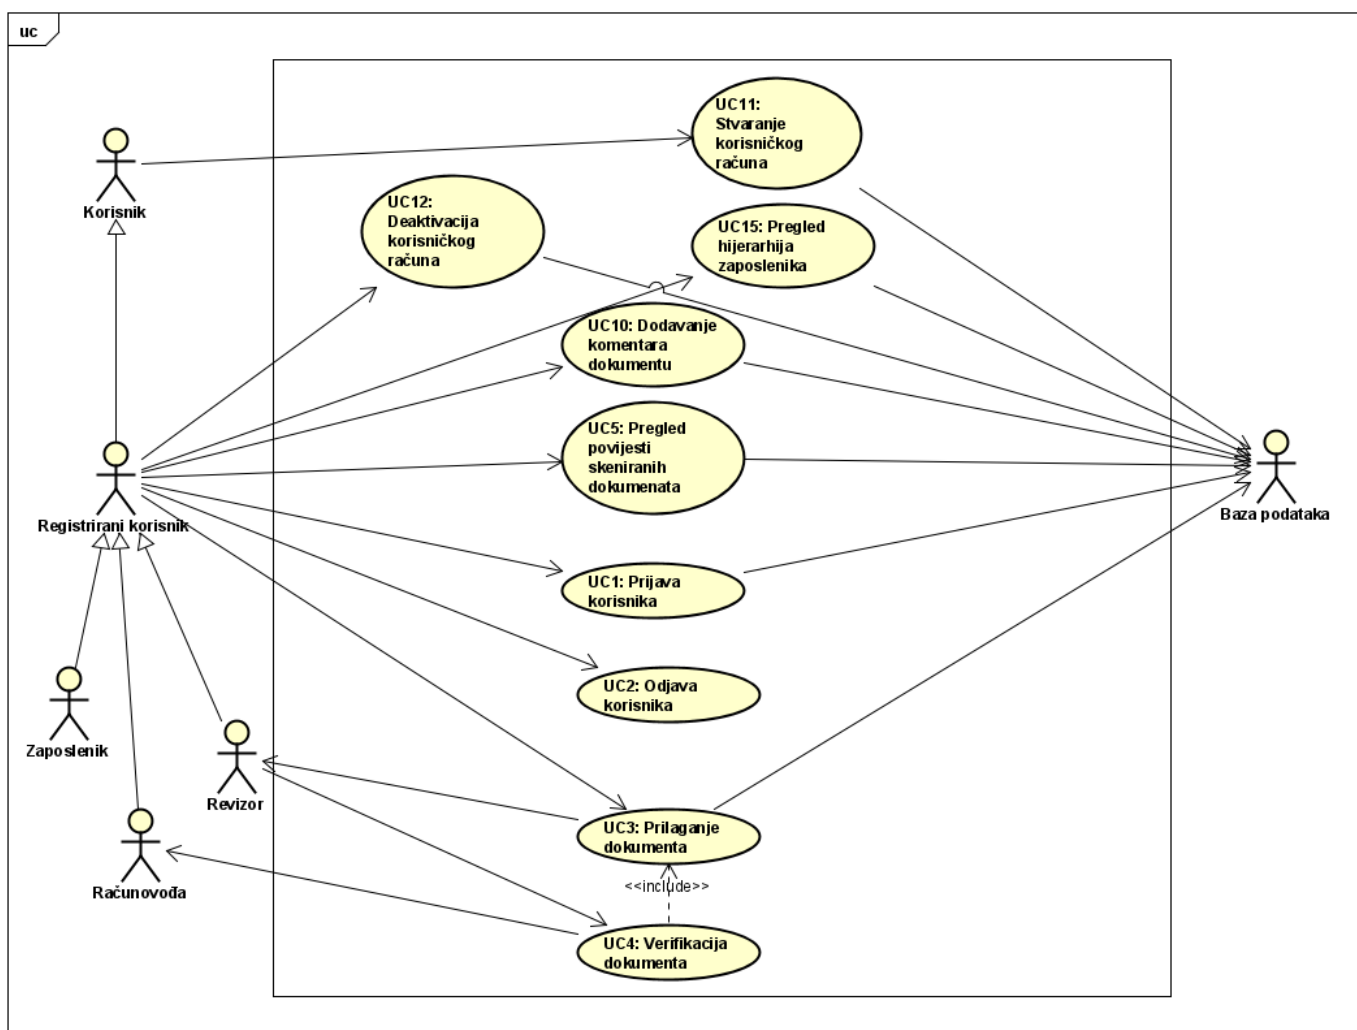 uc
UC11:
Stvaranje
korisničkog
računa
Korisnik
UC12:
Deaktivacija
korisničkog
računa
UC15: Pregled
hijerarhija
zaposlenika
UC10: Dodavanje
komentara
dokumentu
UC5: Pregled
povijesti
skeniranih
dokumenata
Registrirani korisnik
Baza podataka
UC1: Prijava
korisnika
UC2: Odjava
korisnika
Zaposlenik
Revizor
UC3: Prilaganje
dokumenta
Računovođa
<<include>>
UC4: Verifikacija
dokumenta